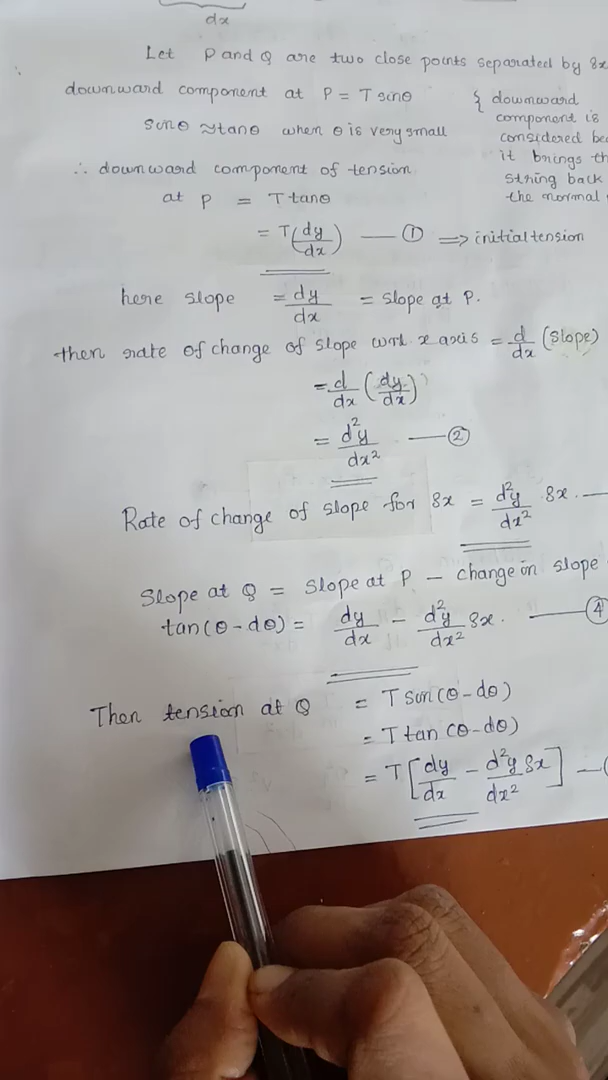 dx
Let P and Q are two close points separated by δx
downward component at P = T sinθ
{ downward
component is
considered
it brings
string back
the normal
sinθ ≈ tanθ when θ is very small
∴ downward component of tension
at P = T tanθ
= T(dy/dx) — ① ⇒ initial tension
here slope = dy/dx = slope at P.
then rate of change of slope wrt x axis = d/dx (slope)
= d/dx (dy/dx)
= d²y/dx² — ②
Rate of change of slope for δx = d²y/dx² δx. —
Slope at Q = slope at P – change in slope
tan(θ-dθ) = dy/dx – d²y/dx² δx. — ④
Then tension at Q = T sin(θ-dθ)
= T tan(θ-dθ)
= T[dy/dx – d²y/dx² δx] —